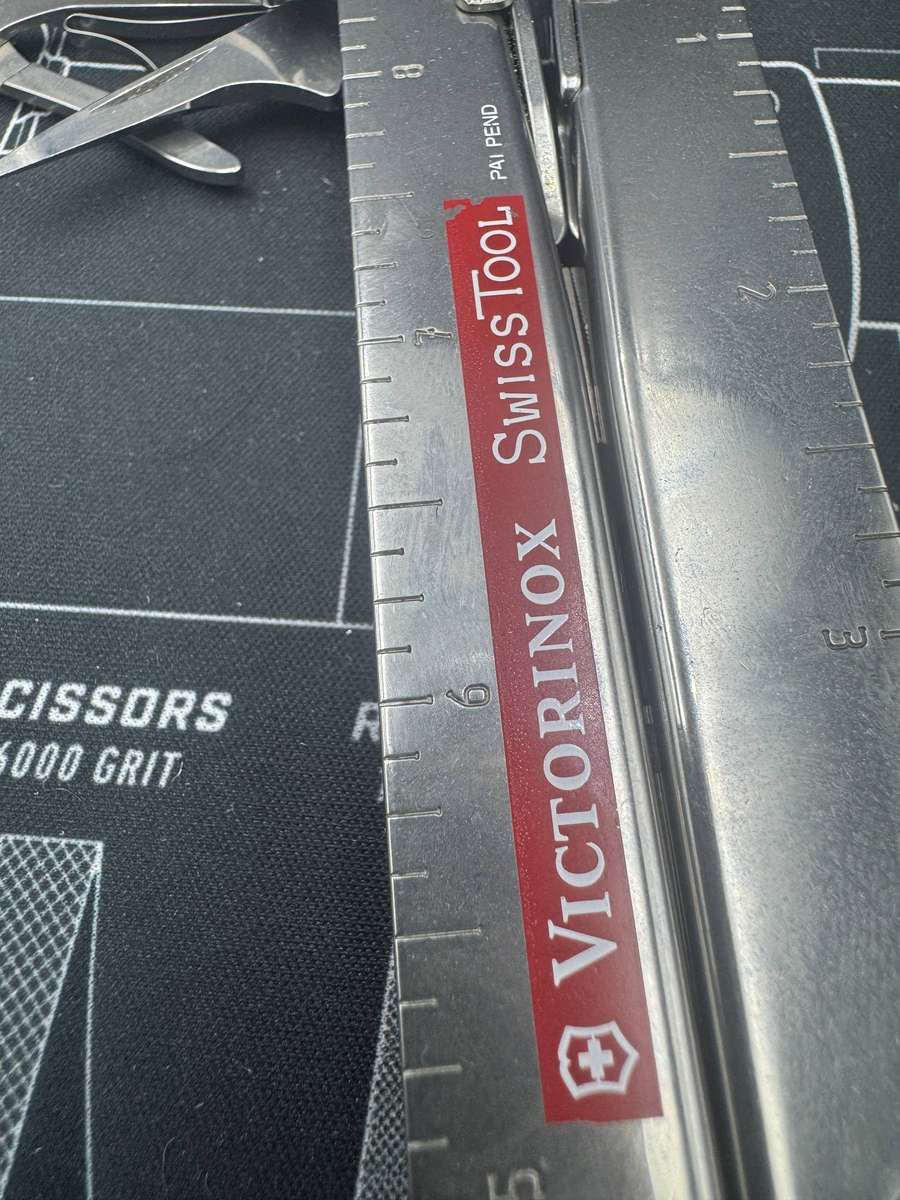 VICTORINOX SWISSTOOL
PAT PEND
8
7
6
5
1
2
3
CISSORS
6000 GRIT
R